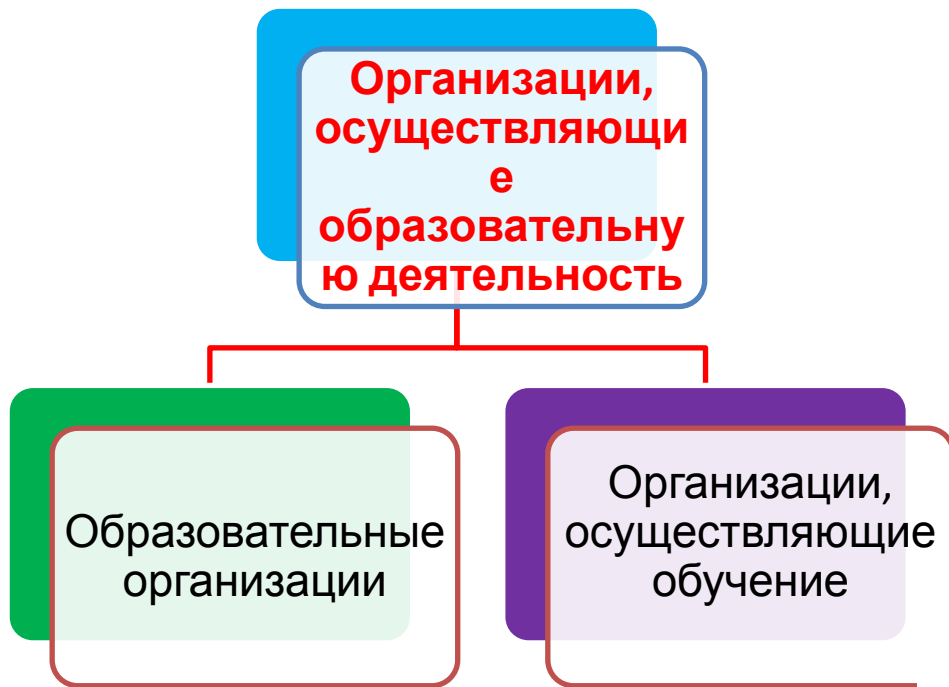 Организации,
осуществляющи
е
образовательну
ю деятельность
Образовательные
организации
Организации,
осуществляющие
обучение